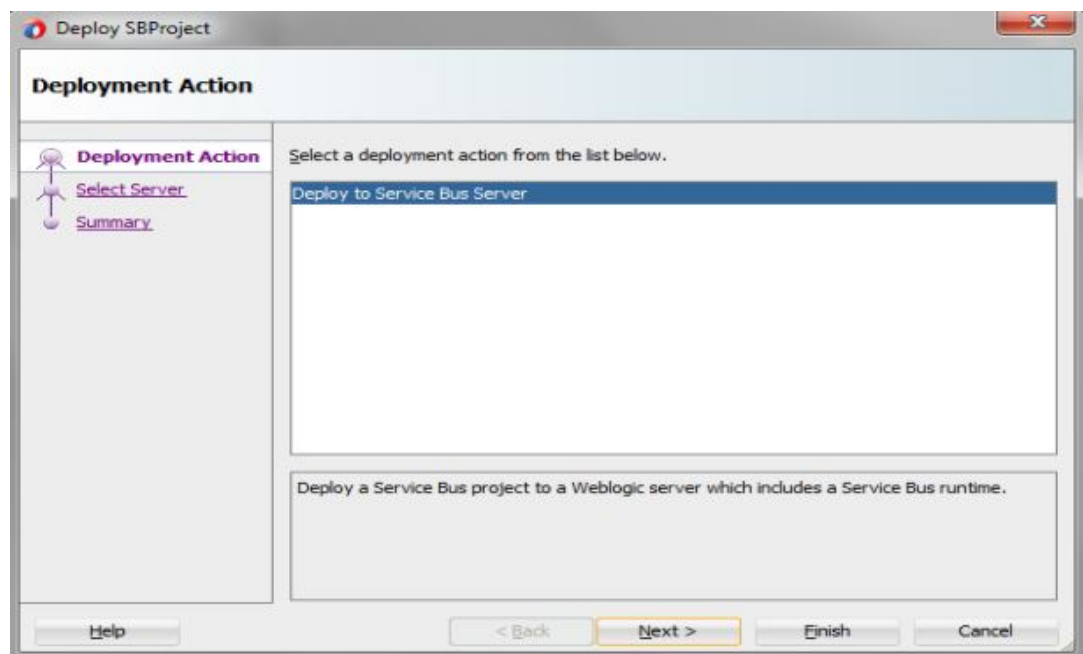 Deploy SBProject
Deployment Action
Deployment Action
Select Server
Summary
Select a deployment action from the list below.
Deploy to Service Bus Server
Deploy a Service Bus project to a Weblogic server which includes a Service Bus runtime.
Help
< Back
Next >
Finish
Cancel